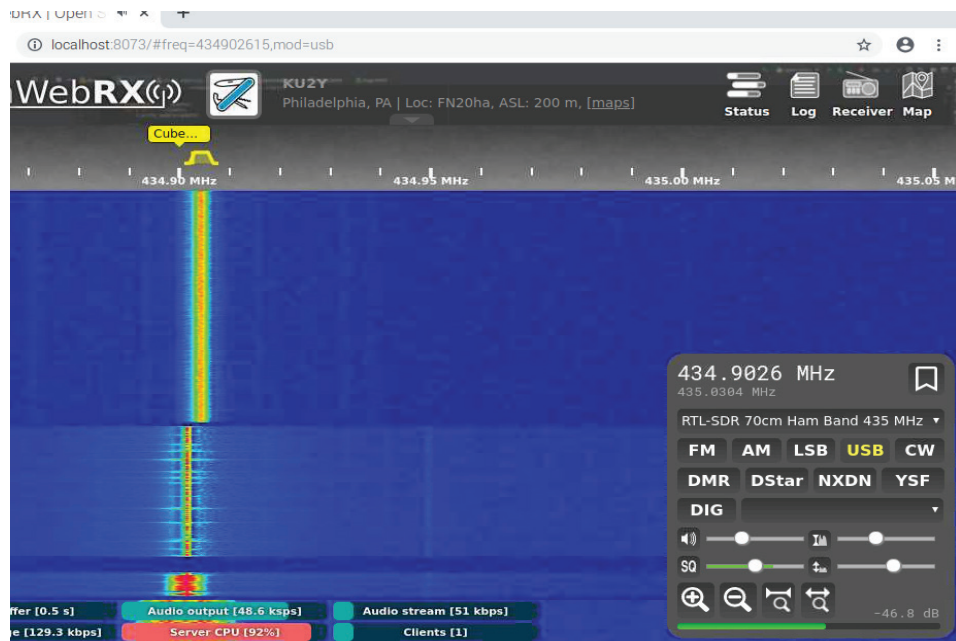 localhost:8073/#freq=434902615,mod=usb
WebRX
KU2Y
Philadelphia, PA | Loc: FN20ha, ASL: 200 m, [maps]
Status Log Receiver Map
Cube...
434.90 MHz 434.95 MHz 435.00 MHz 435.05 M
434.9026 MHz
435.0304 MHz
RTL-SDR 70cm Ham Band 435 MHz
FM AM LSB USB CW
DMR DStar NXDN YSF
DIG
SQ
-46.8 dB
ffer [0.5 s] Audio output [48.6 ksps] Audio stream [51 kbps]
e [129.3 kbps] Server CPU [92%] Clients [1]